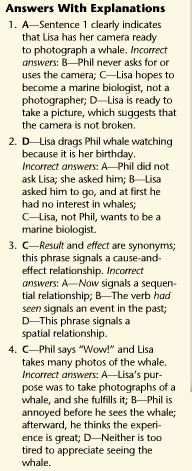 Answers With Explanations
1. A—Sentence 1 clearly indicates
that Lisa has her camera ready
to photograph a whale. Incorrect
answers: B—Phil never asks for or
uses the camera; C—Lisa hopes to
become a marine biologist, not a
photographer; D—Lisa is ready to
take a picture, which suggests that
the camera is not broken.
2. D—Lisa drags Phil whale watching
because it is her birthday.
Incorrect answers: A—Phil did not
ask Lisa; she asked him; B—Lisa
asked him to go, and at first he
had no interest in whales;
C—Lisa, not Phil, wants to be a
marine biologist.
3. C—Result and effect are synonyms;
this phrase signals a cause-and-
effect relationship. Incorrect
answers: A—Now signals a sequen-
tial relationship; B—The verb had
seen signals an event in the past;
D—This phrase signals a
spatial relationship.
4. C—Phil says "Wow!" and Lisa
takes many photos of the whale.
Incorrect answers: A—Lisa's pur-
pose was to take photographs of a
whale, and she fulfills it; B—Phil is
annoyed before he sees the whale;
afterward, he thinks the experi-
ence is great; D—Neither is too
tired to appreciate seeing the
whale.